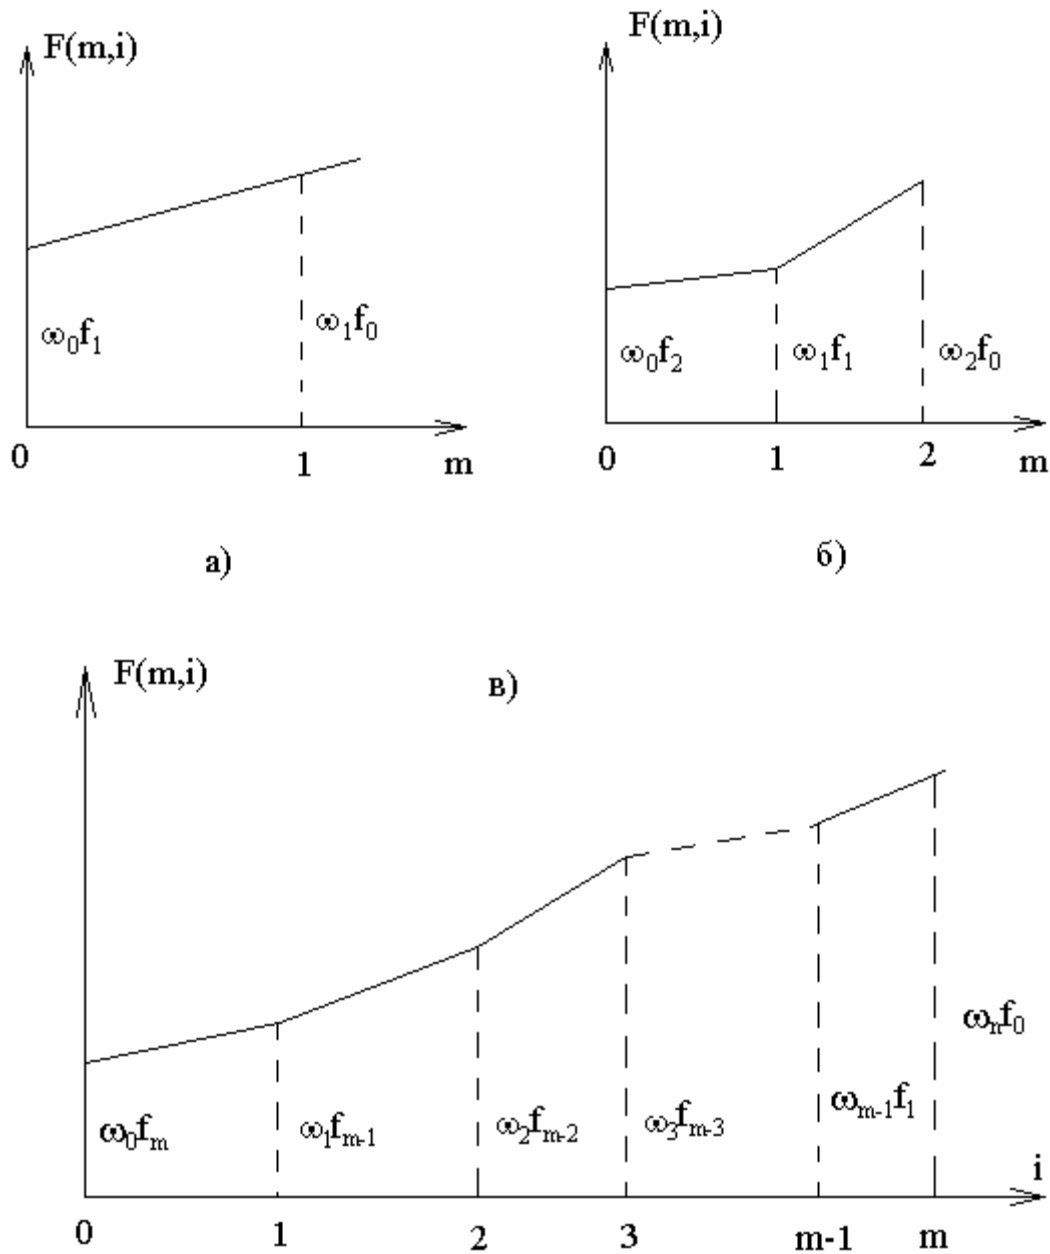 F(m,i)
ω₀f₁
ω₁f₀
0
1
m
а)
F(m,i)
ω₀f₂
ω₁f₁
ω₂f₀
0
1
2
m
б)
F(m,i)
в)
ω₀fₘ
ω₁fₘ₋₁
ω₂fₘ₋₂
ω₃fₘ₋₃
ωₘ₋₁f₁
ωₙf₀
i
0
1
2
3
m-1
m